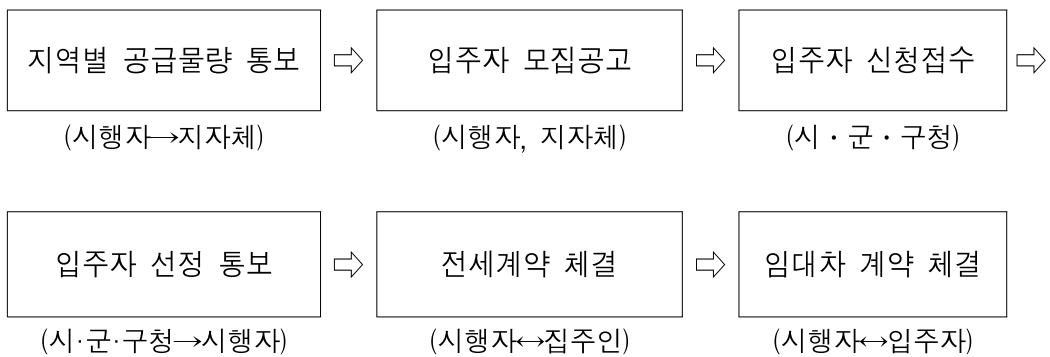 지역별 공급물량 통보 ⇨ 입주자 모집공고 ⇨ 입주자 신청접수 ⇨
(시행자→지자체) (시행자, 지자체) (시・군・구청)
입주자 선정 통보 ⇨ 전세계약 체결 ⇨ 임대차 계약 체결
(시·군·구청→시행자) (시행자↔집주인) (시행자↔입주자)